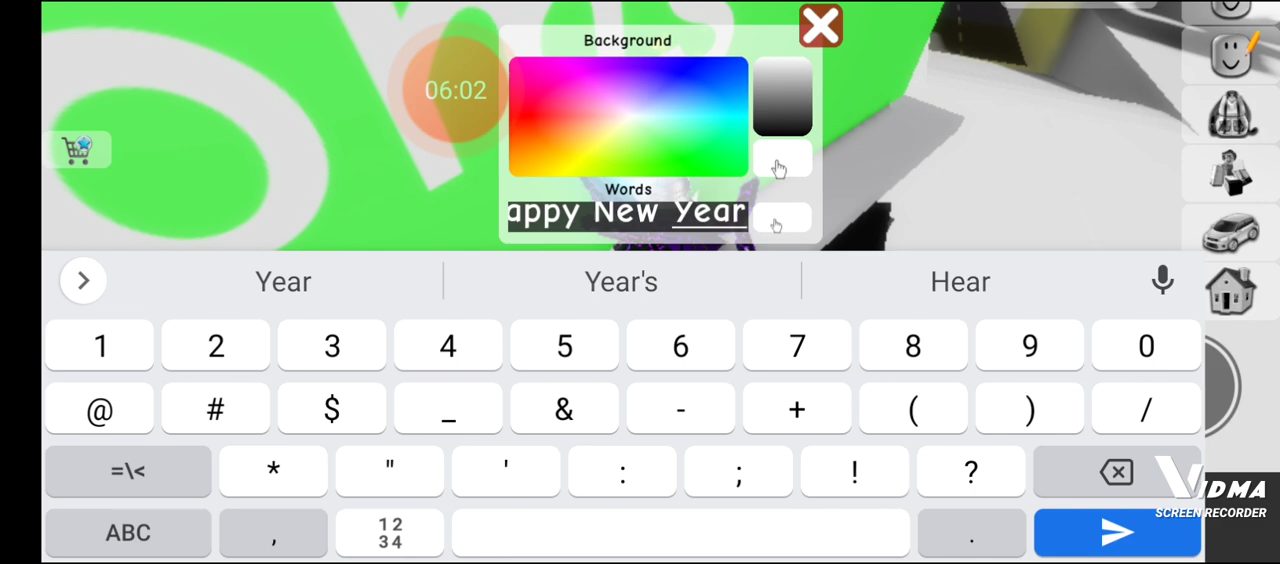 Background
06:02
Words
appy New Year
Year Year's Hear
1 2 3 4 5 6 7 8 9 0
@ # $ _ & - + ( ) /
=\< * " ' : ; ! ?
ABC , 12 34 .
VIDMA
SCREEN RECORDER